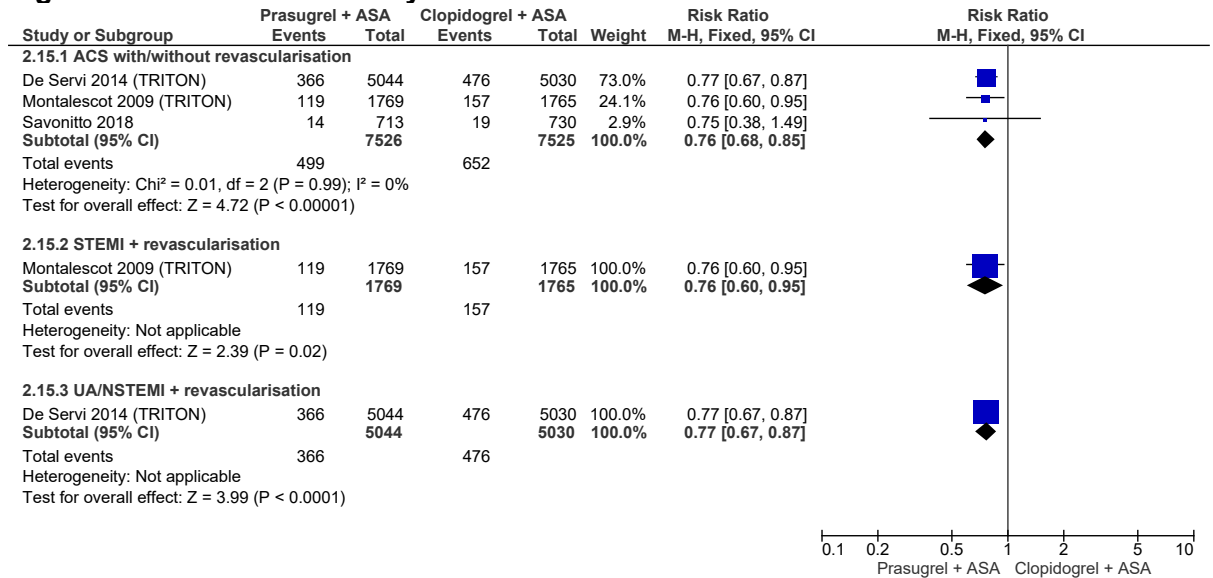 Prasugrel + ASA Clopidogrel + ASA Risk Ratio Risk Ratio
Study or Subgroup Events Total Events Total Weight M-H, Fixed, 95% CI M-H, Fixed, 95% CI
2.15.1 ACS with/without revascularisation
De Servi 2014 (TRITON) 366 5044 476 5030 73.0% 0.77 [0.67, 0.87]
Montalescot 2009 (TRITON) 119 1769 157 1765 24.1% 0.76 [0.60, 0.95]
Savonitto 2018 14 713 19 730 2.9% 0.75 [0.38, 1.49]
Subtotal (95% CI) 7526 7525 100.0% 0.76 [0.68, 0.85]
Total events 499 652
Heterogeneity: Chi² = 0.01, df = 2 (P = 0.99); I² = 0%
Test for overall effect: Z = 4.72 (P < 0.00001)
2.15.2 STEMI + revascularisation
Montalescot 2009 (TRITON) 119 1769 157 1765 100.0% 0.76 [0.60, 0.95]
Subtotal (95% CI) 1769 1765 100.0% 0.76 [0.60, 0.95]
Total events 119 157
Heterogeneity: Not applicable
Test for overall effect: Z = 2.39 (P = 0.02)
2.15.3 UA/NSTEMI + revascularisation
De Servi 2014 (TRITON) 366 5044 476 5030 100.0% 0.77 [0.67, 0.87]
Subtotal (95% CI) 5044 5030 100.0% 0.77 [0.67, 0.87]
Total events 366 476
Heterogeneity: Not applicable
Test for overall effect: Z = 3.99 (P < 0.0001)
0.1 0.2 0.5 1 2 5 10
Prasugrel + ASA Clopidogrel + ASA